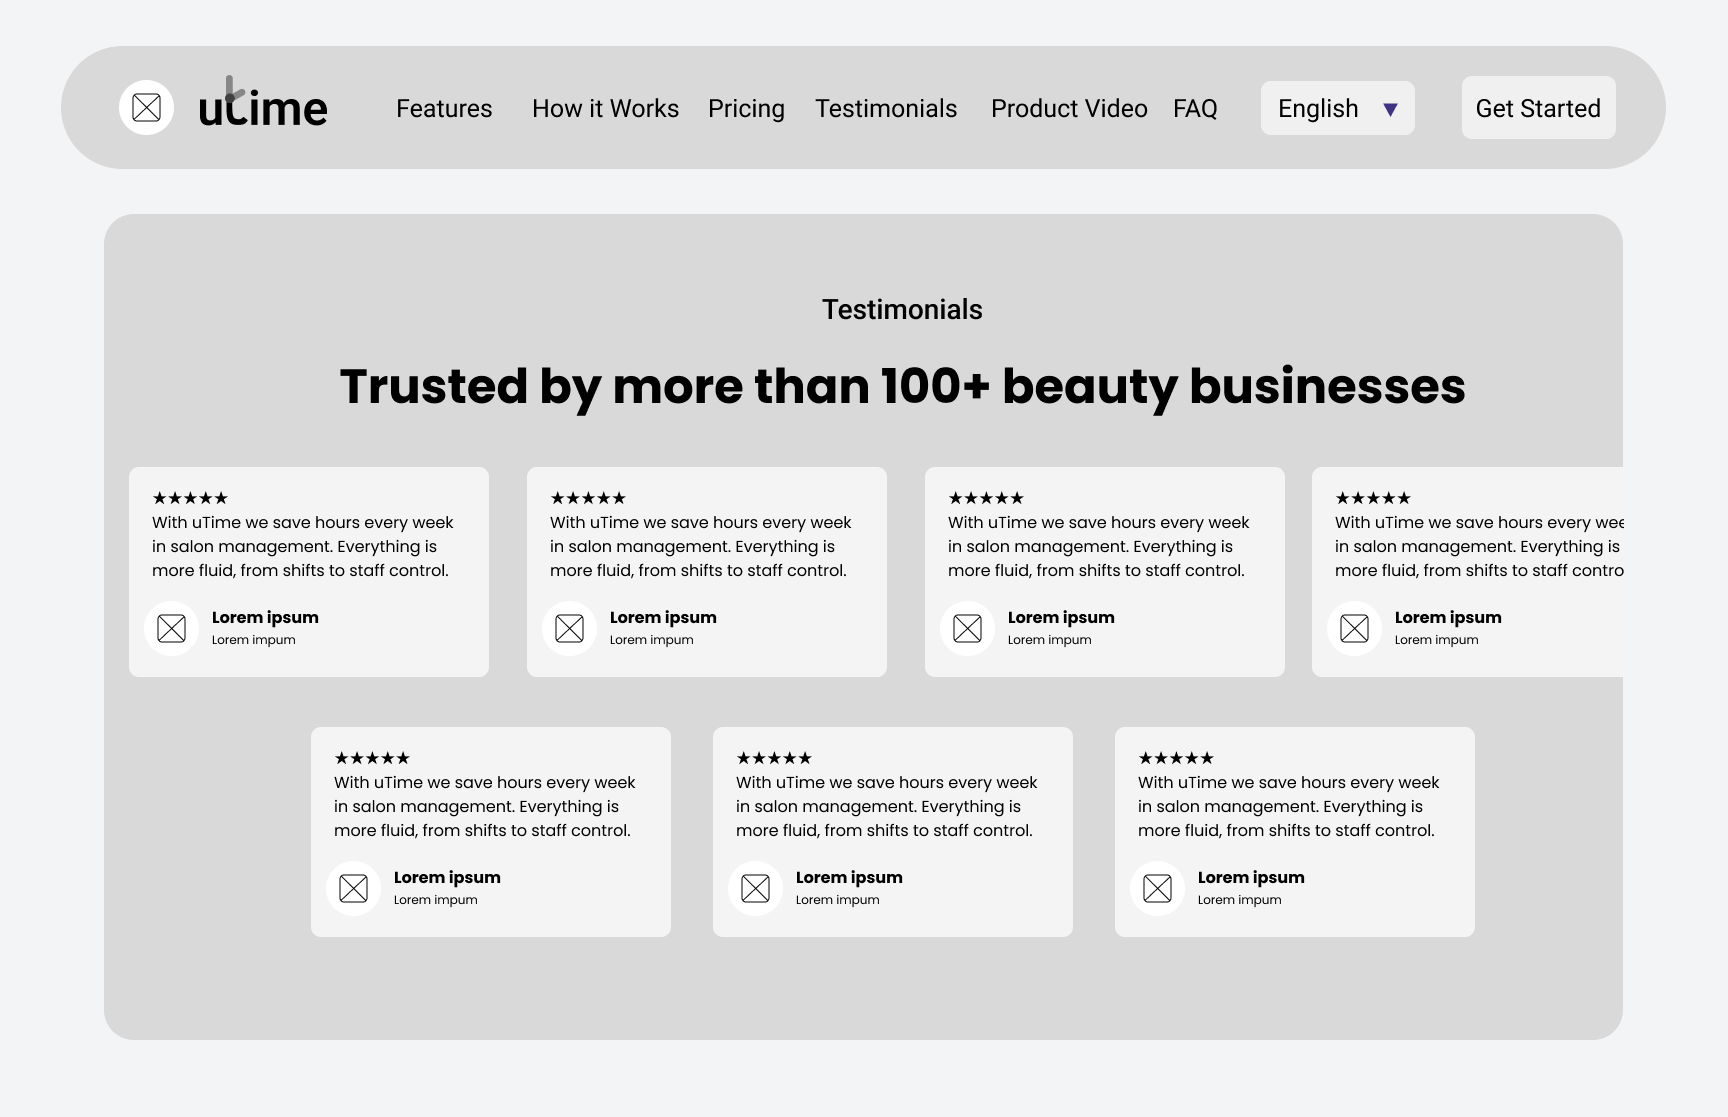 utime Features How it Works Pricing Testimonials Product Video FAQ English ▼ Get Started
Testimonials
Trusted by more than 100+ beauty businesses
★★★★★
With uTime we save hours every week
in salon management. Everything is
more fluid, from shifts to staff control.
Lorem ipsum
Lorem impum
★★★★★
With uTime we save hours every week
in salon management. Everything is
more fluid, from shifts to staff control.
Lorem ipsum
Lorem impum
★★★★★
With uTime we save hours every week
in salon management. Everything is
more fluid, from shifts to staff control.
Lorem ipsum
Lorem impum
★★★★★
With uTime we save hours every wee
in salon management. Everything is
more fluid, from shifts to staff contro
Lorem ipsum
Lorem impum
★★★★★
With uTime we save hours every week
in salon management. Everything is
more fluid, from shifts to staff control.
Lorem ipsum
Lorem impum
★★★★★
With uTime we save hours every week
in salon management. Everything is
more fluid, from shifts to staff control.
Lorem ipsum
Lorem impum
★★★★★
With uTime we save hours every week
in salon management. Everything is
more fluid, from shifts to staff control.
Lorem ipsum
Lorem impum